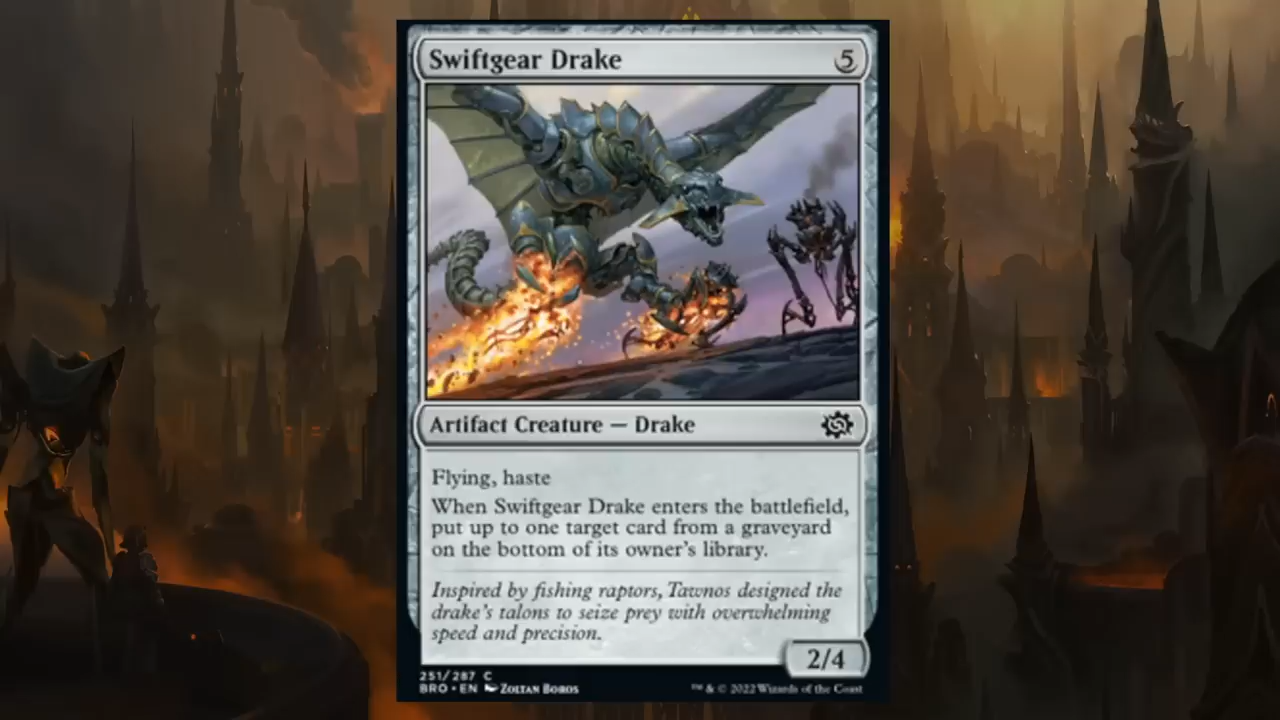 Swiftgear Drake 5
Artifact Creature — Drake
Flying, haste
When Swiftgear Drake enters the battlefield,
put up to one target card from a graveyard
on the bottom of its owner's library.
Inspired by fishing raptors, Tawnos designed the
drake's talons to seize prey with overwhelming
speed and precision.
2/4
251/287 C
BRO • EN Zoltan Boros
™ & © 2022 Wizards of the Coast